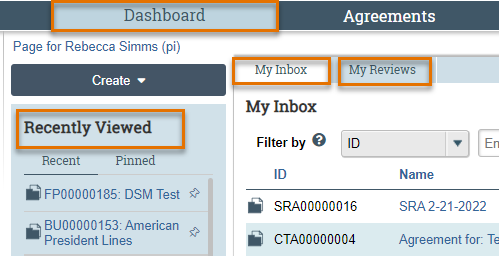 Dashboard Agreements
Page for Rebecca Simms (pi)
Create
Recently Viewed
Recent Pinned
FP00000185: DSM Test
BU00000153: American
President Lines
My Inbox My Reviews
My Inbox
Filter by ? ID
ID Name
SRA00000016 SRA 2-21-2022
CTA00000004 Agreement for: